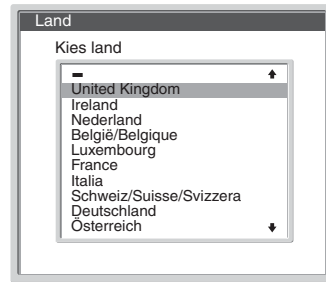 Land
Kies land
–
United Kingdom
Ireland
Nederland
België/Belgique
Luxembourg
France
Italia
Schweiz/Suisse/Svizzera
Deutschland
Österreich